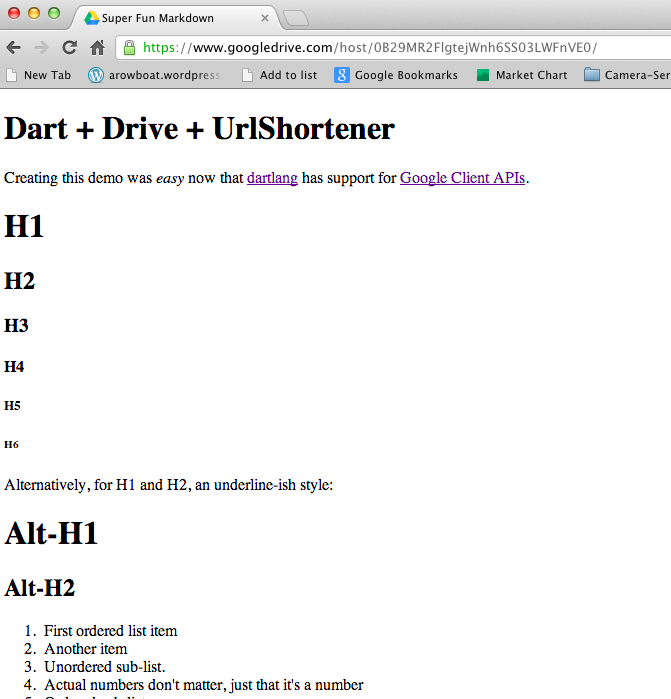 Super Fun Markdown
https://www.googledrive.com/host/0B29MR2FlgtejWnh6SS03LWFnVE0/
New Tab arowboat.wordpress Add to list 8 Google Bookmarks Market Chart Camera-Ser
Dart + Drive + UrlShortener
Creating this demo was easy now that dartlang has support for Google Client APIs.
H1
H2
H3
H4
H5
H6
Alternatively, for H1 and H2, an underline-ish style:
Alt-H1
Alt-H2
1. First ordered list item
2. Another item
3. Unordered sub-list.
4. Actual numbers don't matter, just that it's a number